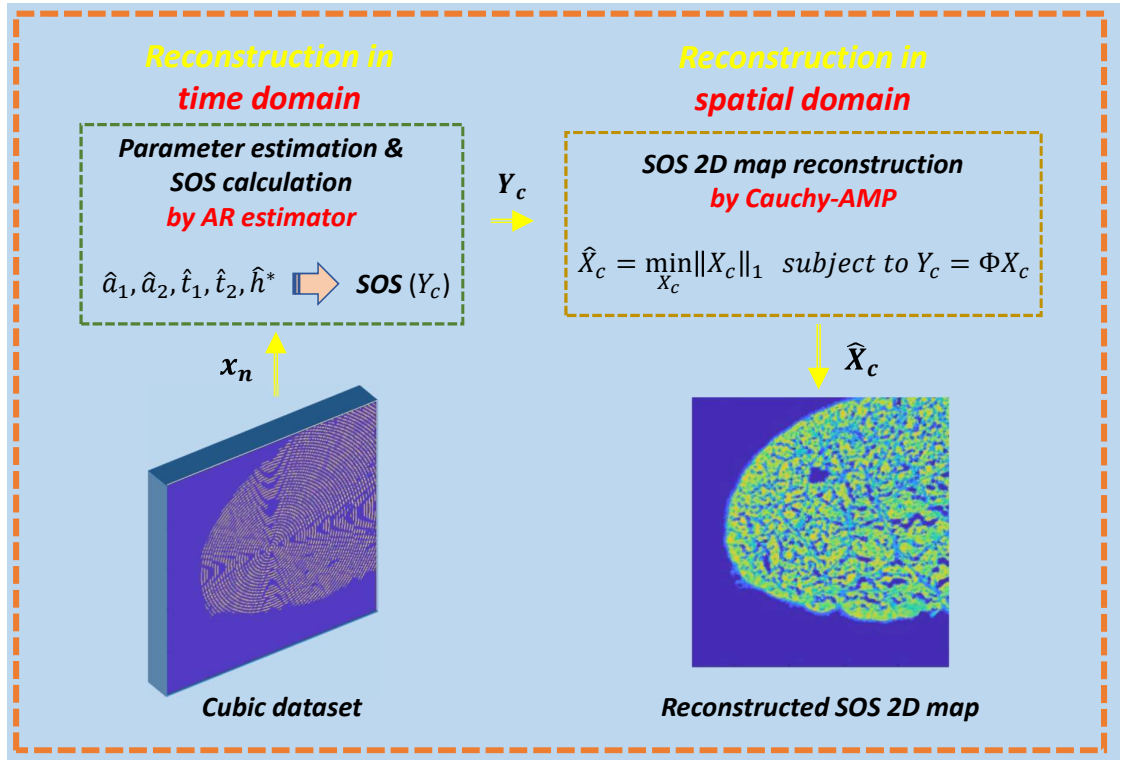 Reconstruction in
time domain
Parameter estimation &
SOS calculation
by AR estimator
â₁, â₂, t̂₁, t̂₂, ĥ* SOS (Y_c)
x_n
Cubic dataset
Y_c
Reconstruction in
spatial domain
SOS 2D map reconstruction
by Cauchy-AMP
X̂_c = min_{X_c} ‖X_c‖₁ subject to Y_c = ΦX_c
X̂_c
Reconstructed SOS 2D map